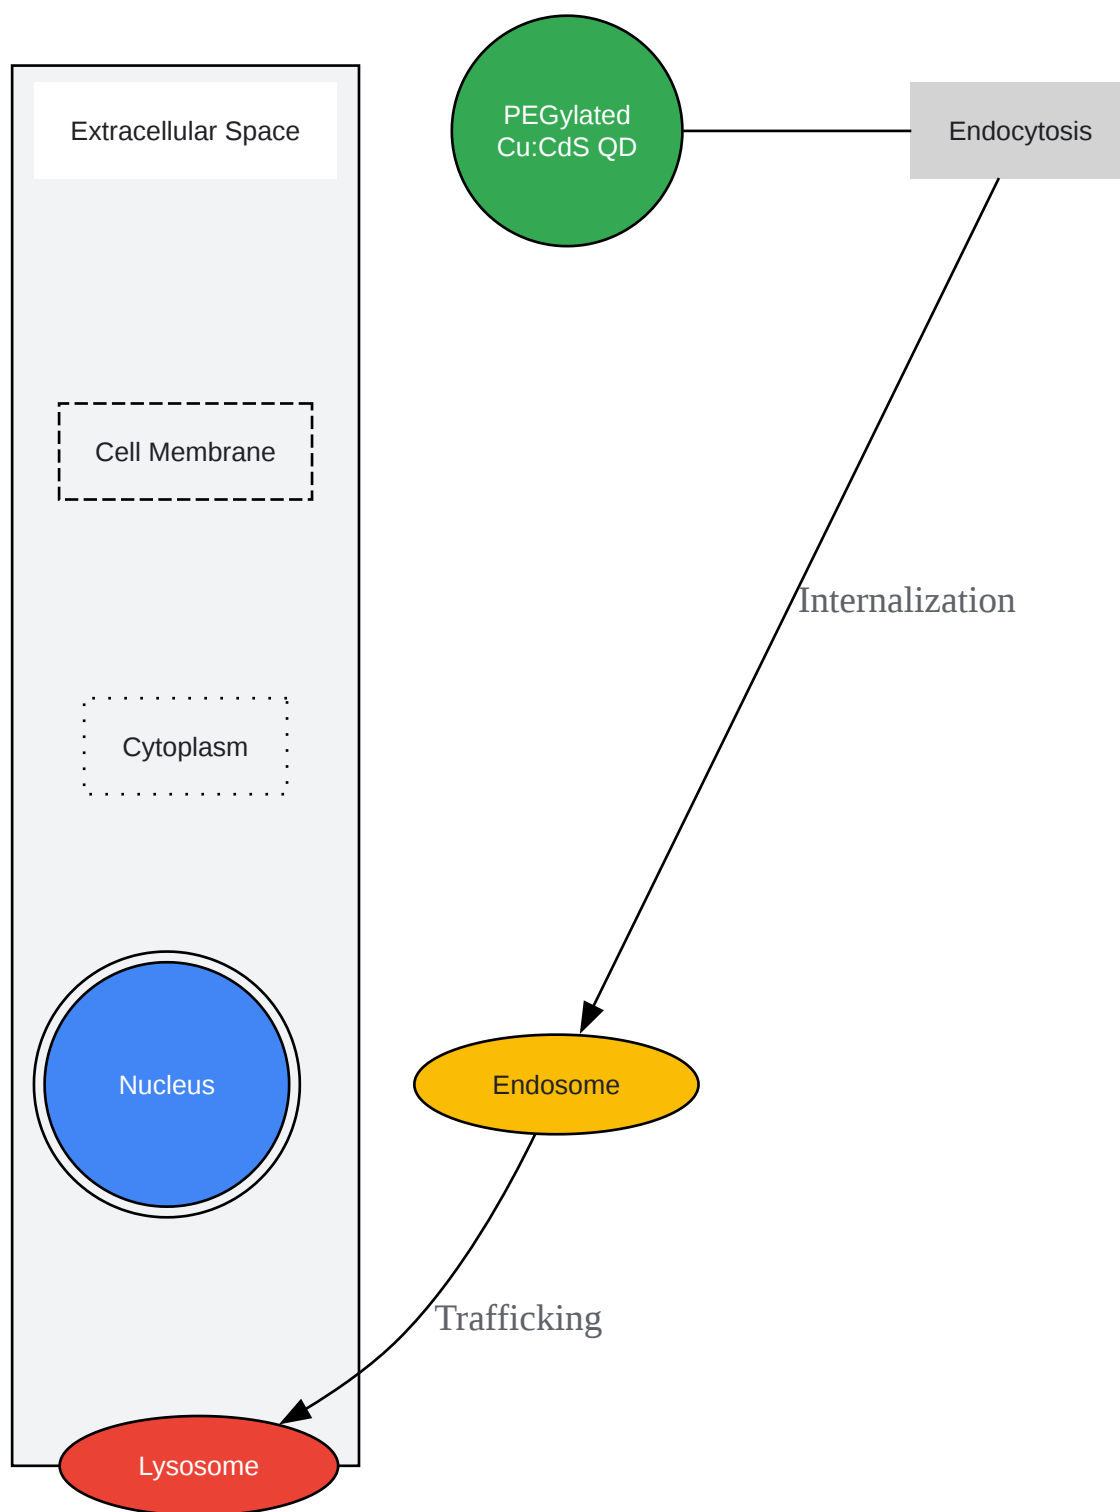 Extracellular Space
PEGylated
Cu:CdS QD
Endocytosis
Cell Membrane
Internalization
Cytoplasm
Nucleus
Endosome
Trafficking
Lysosome